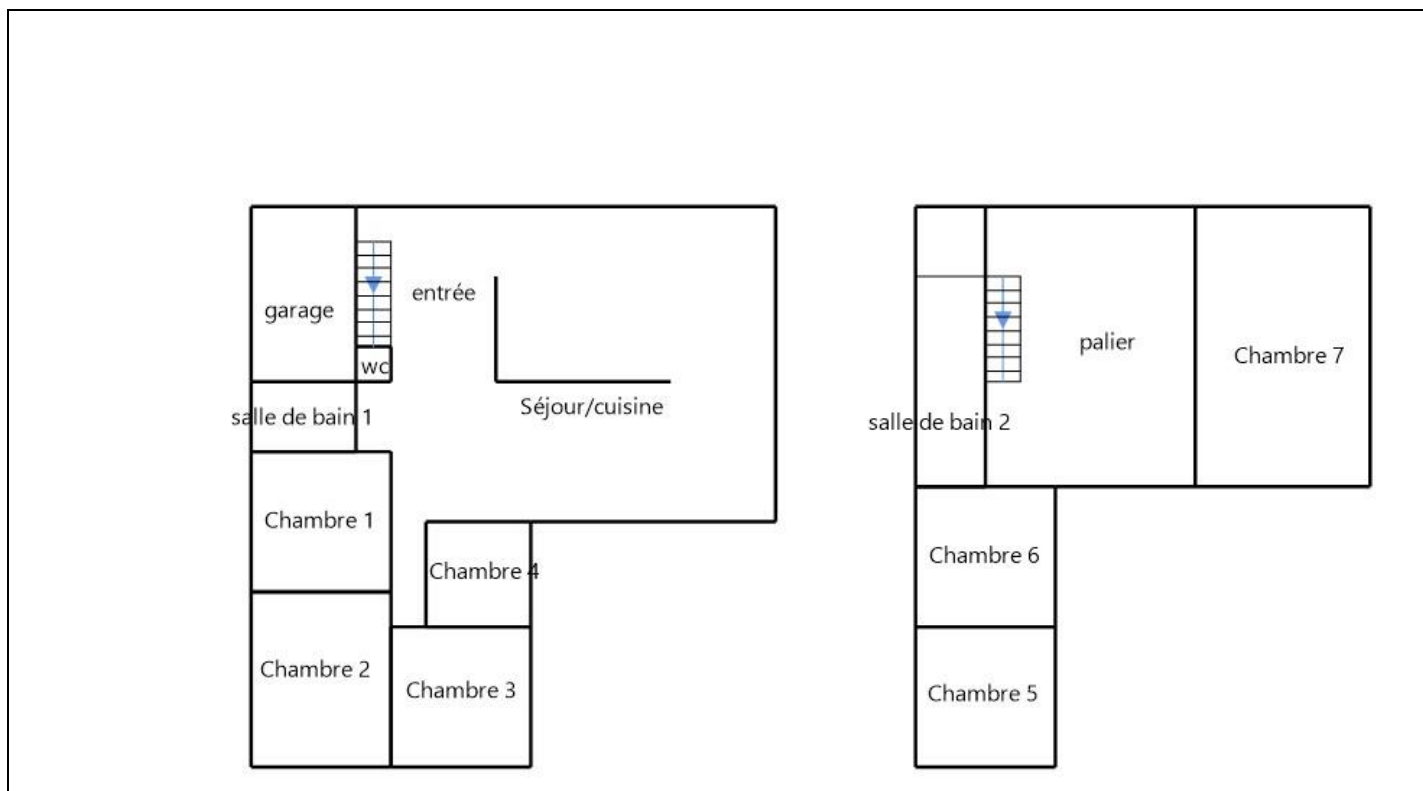 garage
entrée
wc
salle de bain 1
Séjour/cuisine
Chambre 1
Chambre 4
Chambre 2
Chambre 3
palier
Chambre 7
salle de bain 2
Chambre 6
Chambre 5